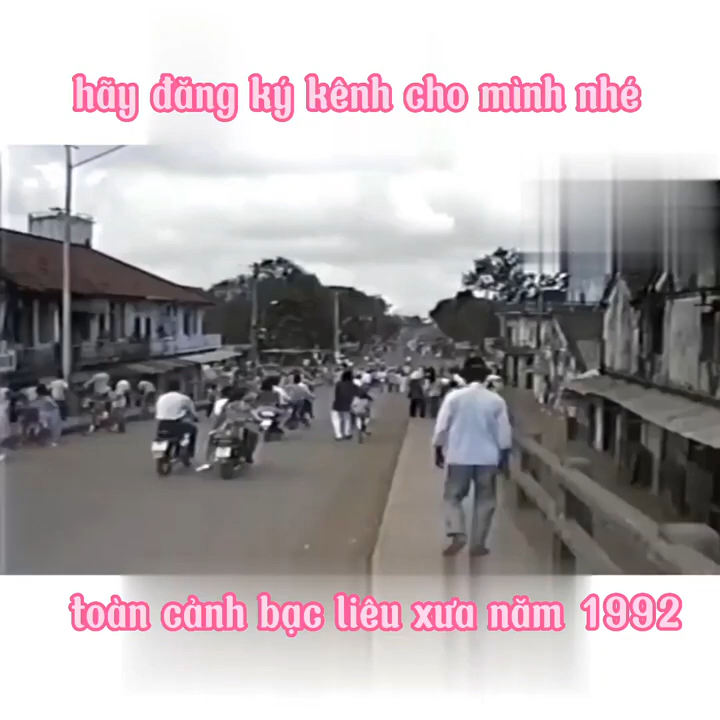 hãy đăng ký kênh cho mình nhé
toàn cảnh bạc liêu xưa năm 1992